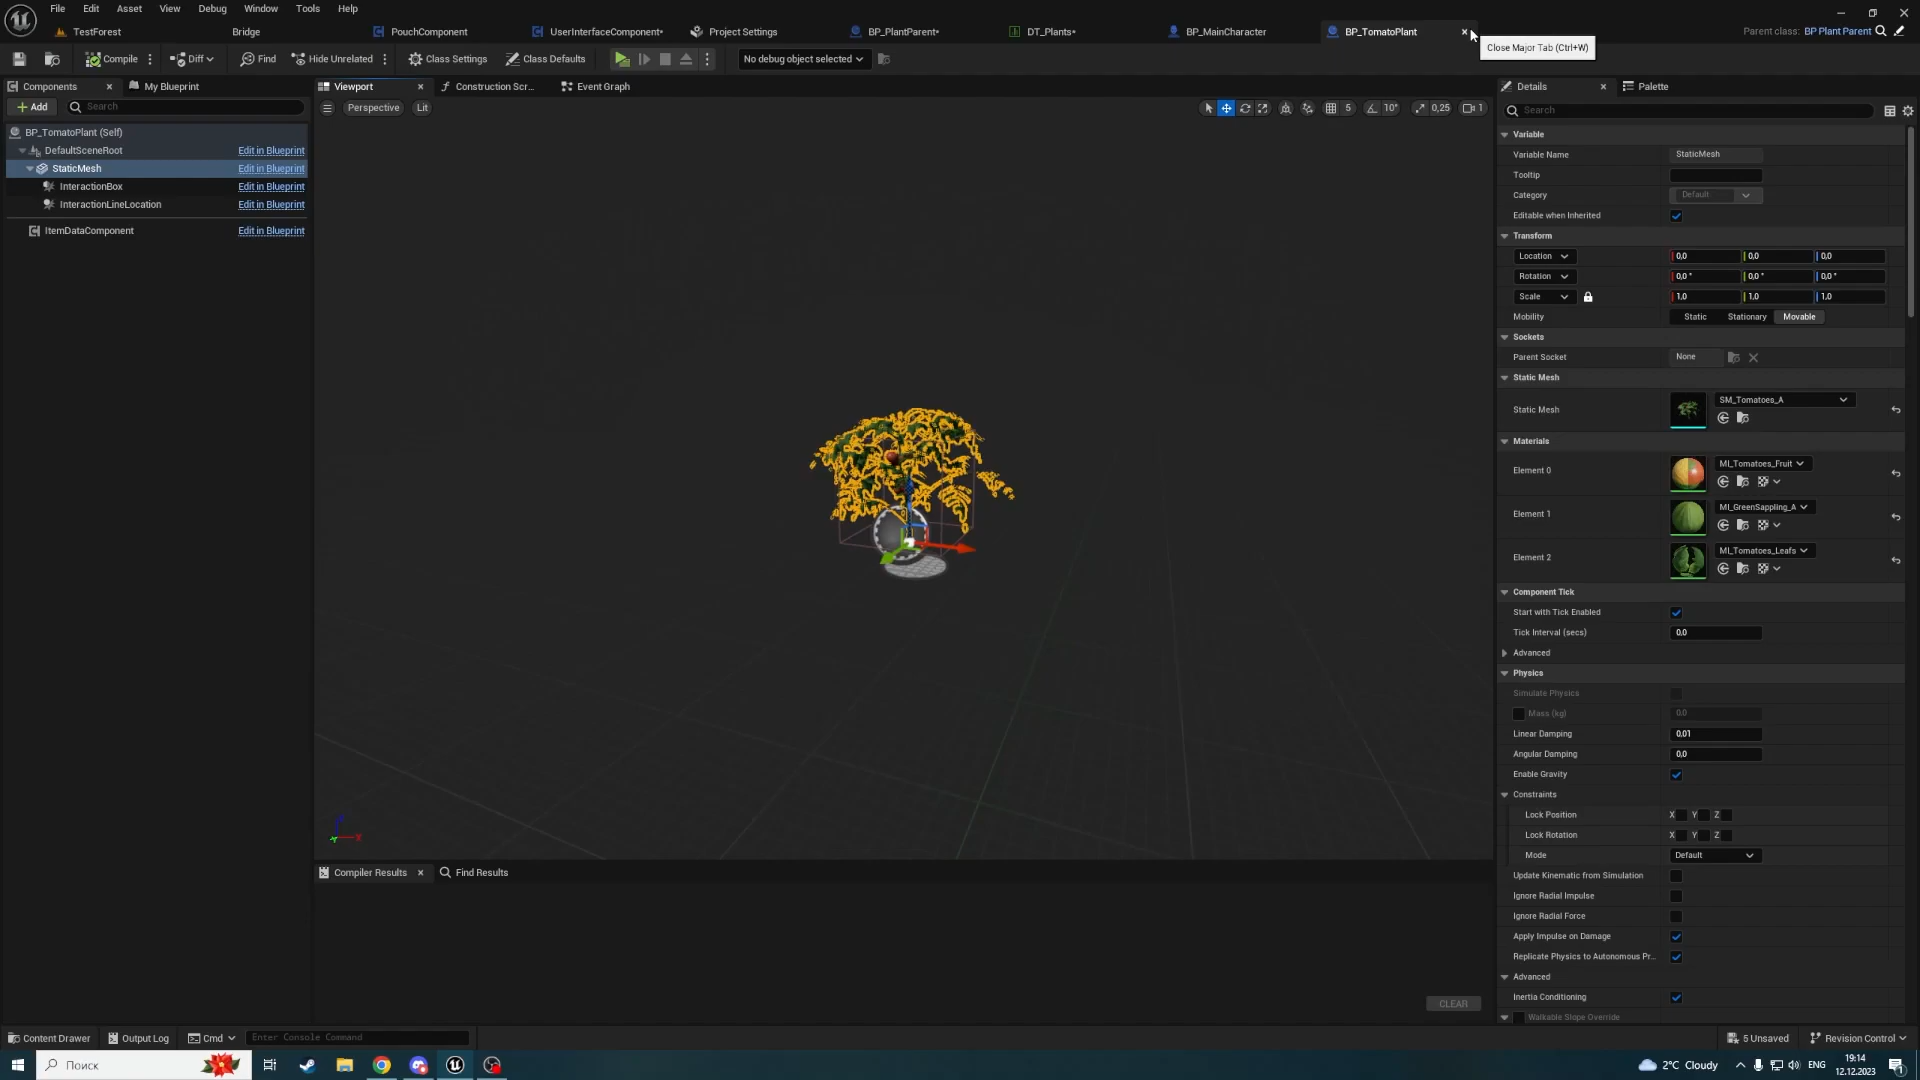 File Edit Asset View Debug Window Tools Help
TestForest Bridge PouchComponent UserInterfaceComponent* Project Settings BP_PlantParent* DT_Plants* BP_MainCharacter BP_TomatoPlant Parent class: BP Plant Parent
Close Major Tab (Ctrl+W)
Compile Diff Find Hide Unrelated Class Settings Class Defaults No debug object selected
Components My Blueprint Viewport Construction Scr... Event Graph Details Palette
Add Search Perspective Lit 5 10° 0,25 1 Search
BP_TomatoPlant (Self)
DefaultSceneRoot Edit in Blueprint
StaticMesh Edit in Blueprint
InteractionBox Edit in Blueprint
InteractionLineLocation Edit in Blueprint
ItemDataComponent Edit in Blueprint
Variable
Variable Name StaticMesh
Tooltip
Category Default
Editable when Inherited
Transform
Location 0,0 0,0 0,0
Rotation 0,0 ° 0,0 ° 0,0 °
Scale 1,0 1,0 1,0
Mobility Static Stationary Movable
Sockets
Parent Socket None
Static Mesh
Static Mesh SM_Tomatoes_A
Materials
Element 0 MI_Tomatoes_Fruit
Element 1 MI_GreenSappling_A
Element 2 MI_Tomatoes_Leafs
Component Tick
Start with Tick Enabled
Tick Interval (secs) 0,0
Advanced
Physics
Simulate Physics
Mass (kg) 0,0
Linear Damping 0,01
Angular Damping 0,0
Enable Gravity
Constraints
Lock Position X Y Z
Lock Rotation X Y Z
Mode Default
Update Kinematic from Simulation
Ignore Radial Impulse
Ignore Radial Force
Apply Impulse on Damage
Replicate Physics to Autonomous Pr...
Advanced
Inertia Conditioning
Walkable Slope Override
Compiler Results Find Results
CLEAR
Content Drawer Output Log Cmd Enter Console Command 5 Unsaved Revision Control
Поиск 2°C Cloudy ENG 19:14
12.12.2023